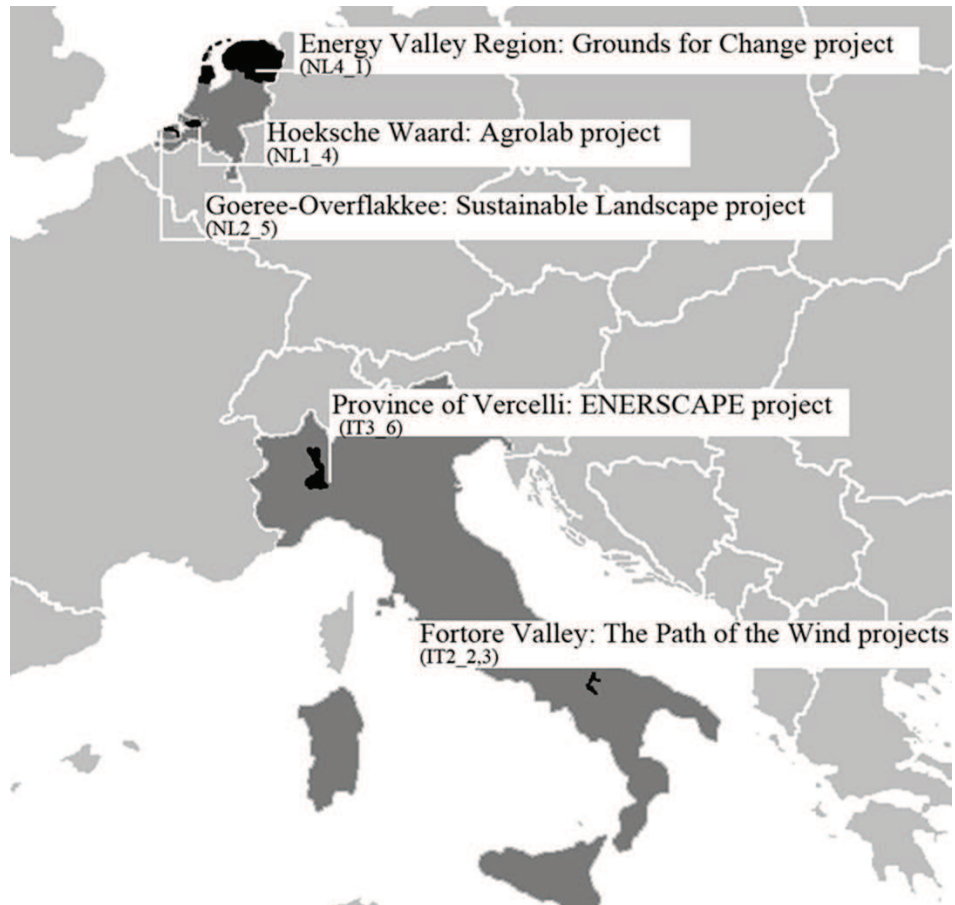 Energy Valley Region: Grounds for Change project
(NL4_1)
Hoeksche Waard: Agrolab project
(NL1_4)
Goeree-Overflakkee: Sustainable Landscape project
(NL2_5)
Province of Vercelli: ENERSCAPE project
(IT3_6)
Fortore Valley: The Path of the Wind projects
(IT2_2,3)